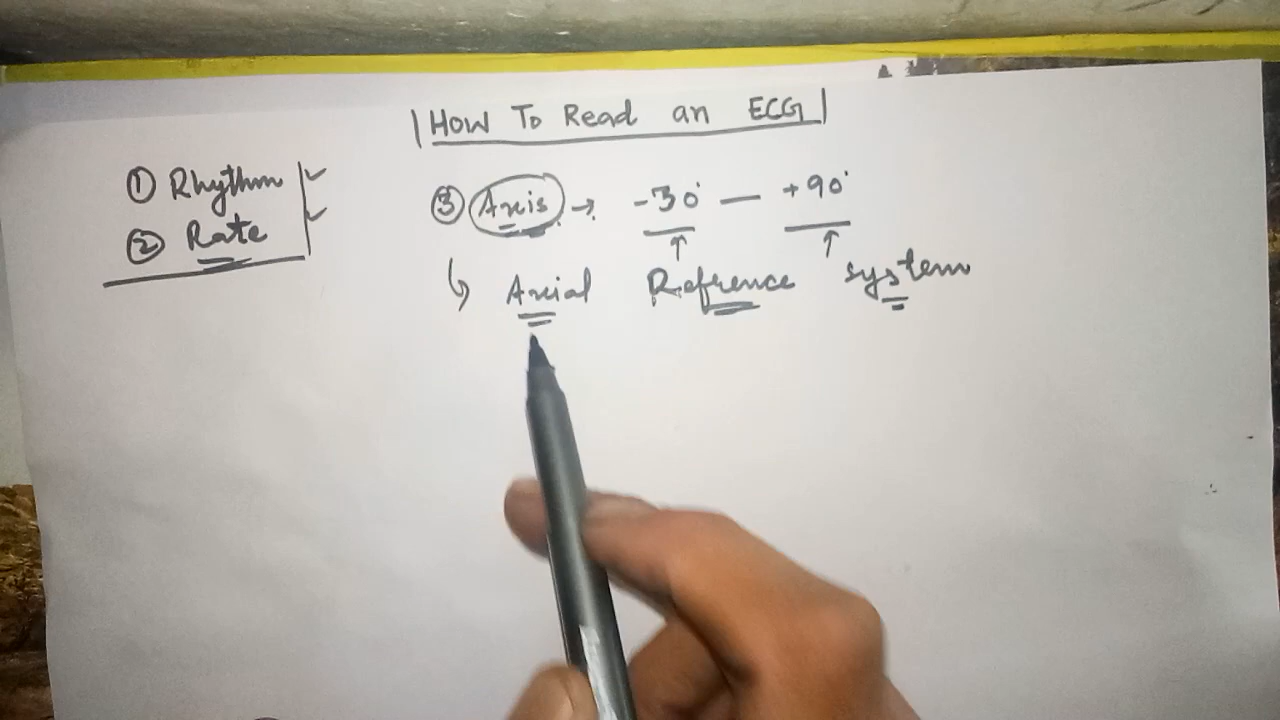 How To Read an ECG
① Rhythm
② Rate
③ Axis → -30° — +90°
Axial Refrence system